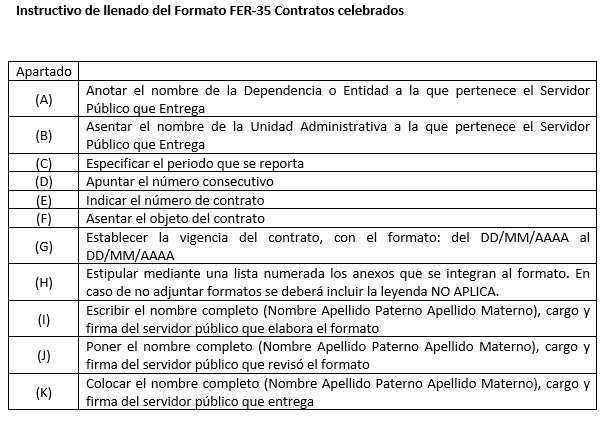 Instructivo de llenado del Formato FER-35 Contratos celebrados
Apartado
(A)
Anotar el nombre de la Dependencia o Entidad a la que pertenece el Servidor
Público que Entrega
(B)
Asentar el nombre de la Unidad Administrativa a la que pertenece el Servidor
Público que Entrega
(C)
Especificar el periodo que se reporta
(D)
Apuntar el número consecutivo
(E)
Indicar el número de contrato
(F)
Asentar el objeto del contrato
(G)
Establecer la vigencia del contrato, con el formato: del DD/MM/AAAA al
DD/MM/AAAA
(H)
Estipular mediante una lista numerada los anexos que se integran al formato. En
caso de no adjuntar formatos se deberá incluir la leyenda NO APLICA.
(I)
Escribir el nombre completo (Nombre Apellido Paterno Apellido Materno), cargo y
firma del servidor público que elabora el formato
(J)
Poner el nombre completo (Nombre Apellido Paterno Apellido Materno), cargo y
firma del servidor público que revisó el formato
(K)
Colocar el nombre completo (Nombre Apellido Paterno Apellido Materno), cargo y
firma del servidor público que entrega